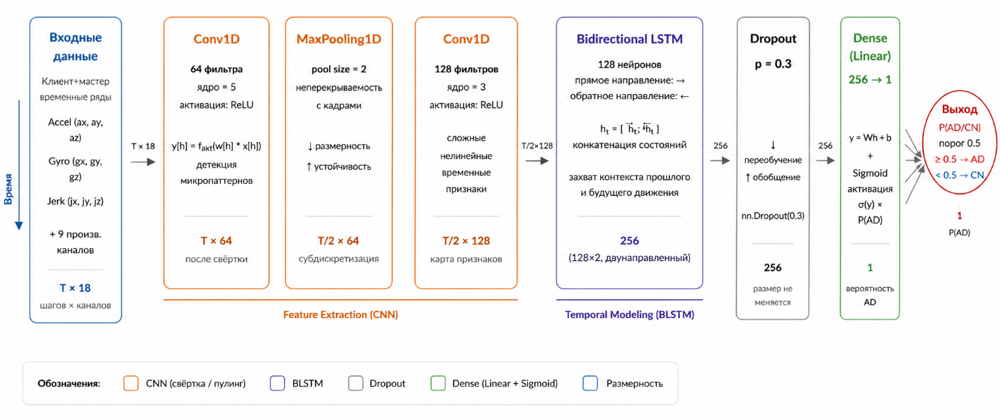 Время
Входные
данные
Клиент+мастер
временные ряды
Accel (ax, ay,
az)
Gyro (gx, gy,
gz)
Jerk (jx, jy, jz)
+ 9 произв.
каналов
T × 18
шагов × каналов
T × 18
Conv1D
64 фильтра
ядро = 5
активация: ReLU
y[h] = fakt(w[h] * x[h])
детекция
микропаттернов
T × 64
после свёртки
MaxPooling1D
pool size = 2
неперекрываемость
с кадрами
↓ размерность
↑ устойчивость
T/2 × 64
субдискретизация
Conv1D
128 фильтров
ядро = 3
активация: ReLU
сложные
нелинейные
временные
признаки
T/2 × 128
карта признаков
Feature Extraction (CNN)
T/2×128
Bidirectional LSTM
128 нейронов
прямое направление: →
обратное направление: ←
ht = [ ht; ht ]
конкатенация состояний
захват контекста прошлого
и будущего движения
256
(128×2, двунаправленный)
Temporal Modeling (BLSTM)
256
Dropout
p = 0.3
↓
переобучение
↑ обобщение
nn.Dropout(0.3)
256
размер не
меняется
256
Dense
(Linear)
256 → 1
y = Wh + b
+
Sigmoid
активация
σ(y) ×
P(AD)
1
вероятность
AD
Выход
P(AD/CN)
порог 0.5
≥ 0.5 → AD
< 0.5 → CN
1
P(AD)
Обозначения:
CNN (свёртка / пулинг)
BLSTM
Dropout
Dense (Linear + Sigmoid)
Размерность